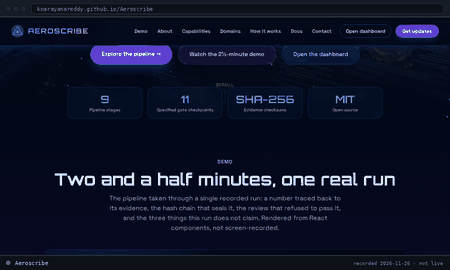 knarayanareddy.github.io/Aeroscribe
AEROSCRIBE
Demo About Capabilities Domains How it works Docs Contact Open dashboard Get updates
Explore the pipeline Watch the 2½-minute demo Open the dashboard
SCROLL
9 11 SHA-256 MIT
Pipeline stages Specified gate checkpoints Evidence checksums Open source
DEMO
Two and a half minutes, one real run
The pipeline taken through a single recorded run: a number traced back to
its evidence, the hash chain that seals it, the review that refused to pass it,
and the three things this run does not claim. Rendered from React
components, not screen-recorded.
Aeroscribe recorded 2026-11-26 · not live